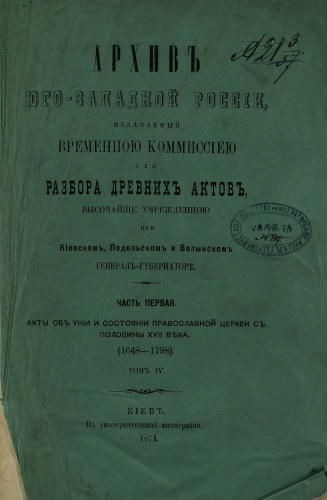 АРХИВЪ
ЮГО-ЗАПАДНОЙ РОССІИ,
ИЗДАВАЕМЫЙ
ВРЕМЕННОЮ КОММИССІЕЮ
ДЛЯ
РАЗБОРА ДРЕВНИХЪ АКТОВЪ,
ВЫСОЧАЙШЕ УЧРЕЖДЕННОЮ
ПРИ
Кіевскомъ, Подольскомъ и Волынскомъ
ГЕНЕРАЛЪ-ГУБЕРНАТОРѢ.
ЧАСТЬ ПЕРВАЯ.
АКТЫ ОБЪ УНІИ И СОСТОЯНІИ ПРАВОСЛАВНОЙ ЦЕРКВИ СЪ
ПОЛОВИНЫ XVII ВѢКА.
(1648—1798).
ТОМЪ IV.
КІЕВЪ.
Въ университетской типографіи.
1871.